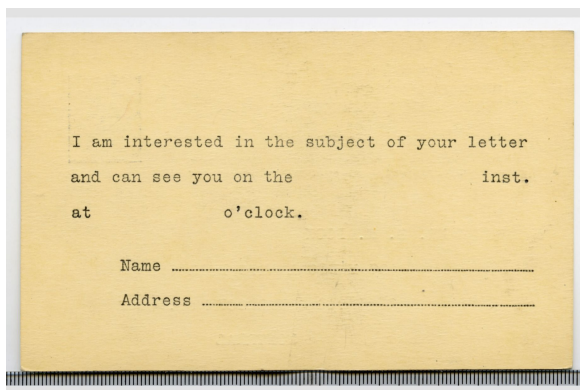 I am interested in the subject of your letter
and can see you on the inst.
at o'clock.
Name
Address